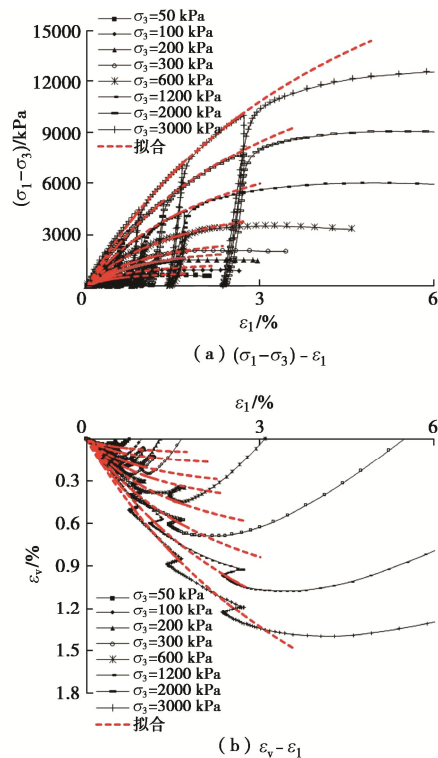 15000
12000
9000
6000
3000
0
3
6
(σ₁−σ₃)/kPa
σ₃=50 kPa
σ₃=100 kPa
σ₃=200 kPa
σ₃=300 kPa
σ₃=600 kPa
σ₃=1200 kPa
σ₃=2000 kPa
σ₃=3000 kPa
拟合
ε₁/%
(a) (σ₁−σ₃)−ε₁
ε₁/%
0
3
6
0.3
0.6
0.9
1.2
1.5
1.8
εᵥ/%
σ₃=50 kPa
σ₃=100 kPa
σ₃=200 kPa
σ₃=300 kPa
σ₃=600 kPa
σ₃=1200 kPa
σ₃=2000 kPa
σ₃=3000 kPa
拟合
(b) εᵥ−ε₁